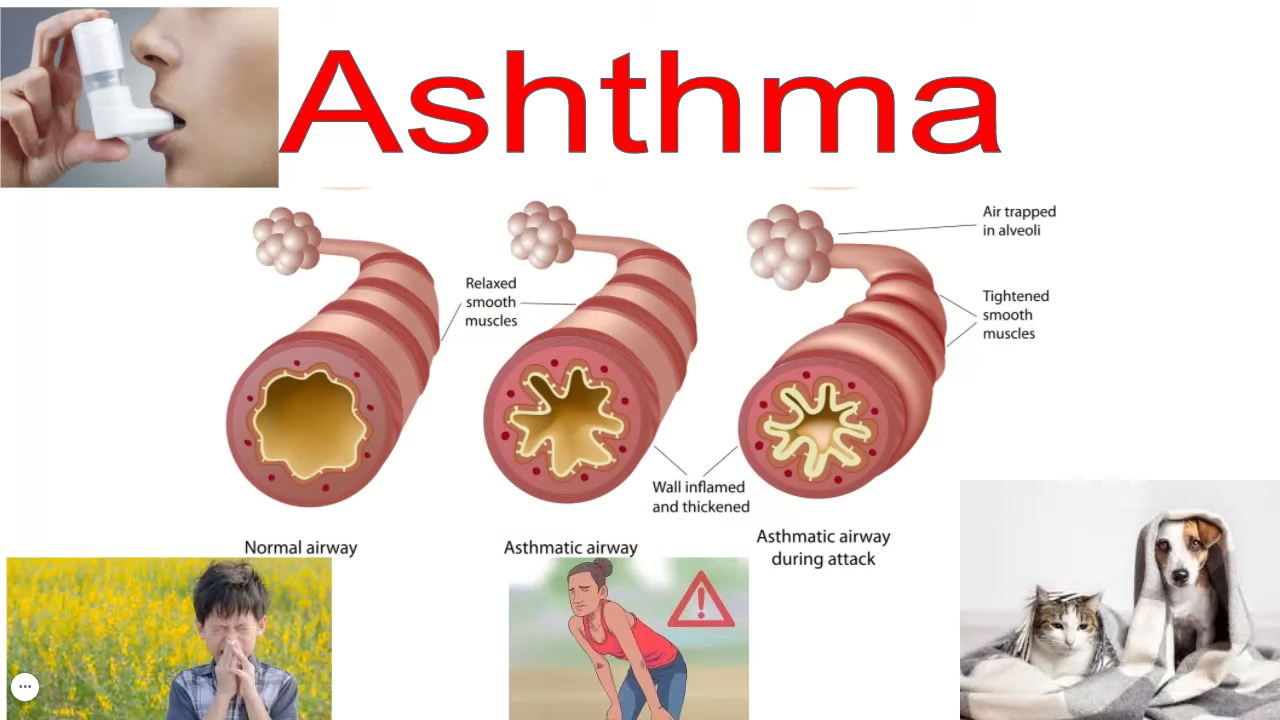 Ashthma
Air trapped
in alveoli
Relaxed
smooth
muscles
Tightened
smooth
muscles
Wall inflamed
and thickened
Normal airway
Asthmatic airway
Asthmatic airway
during attack